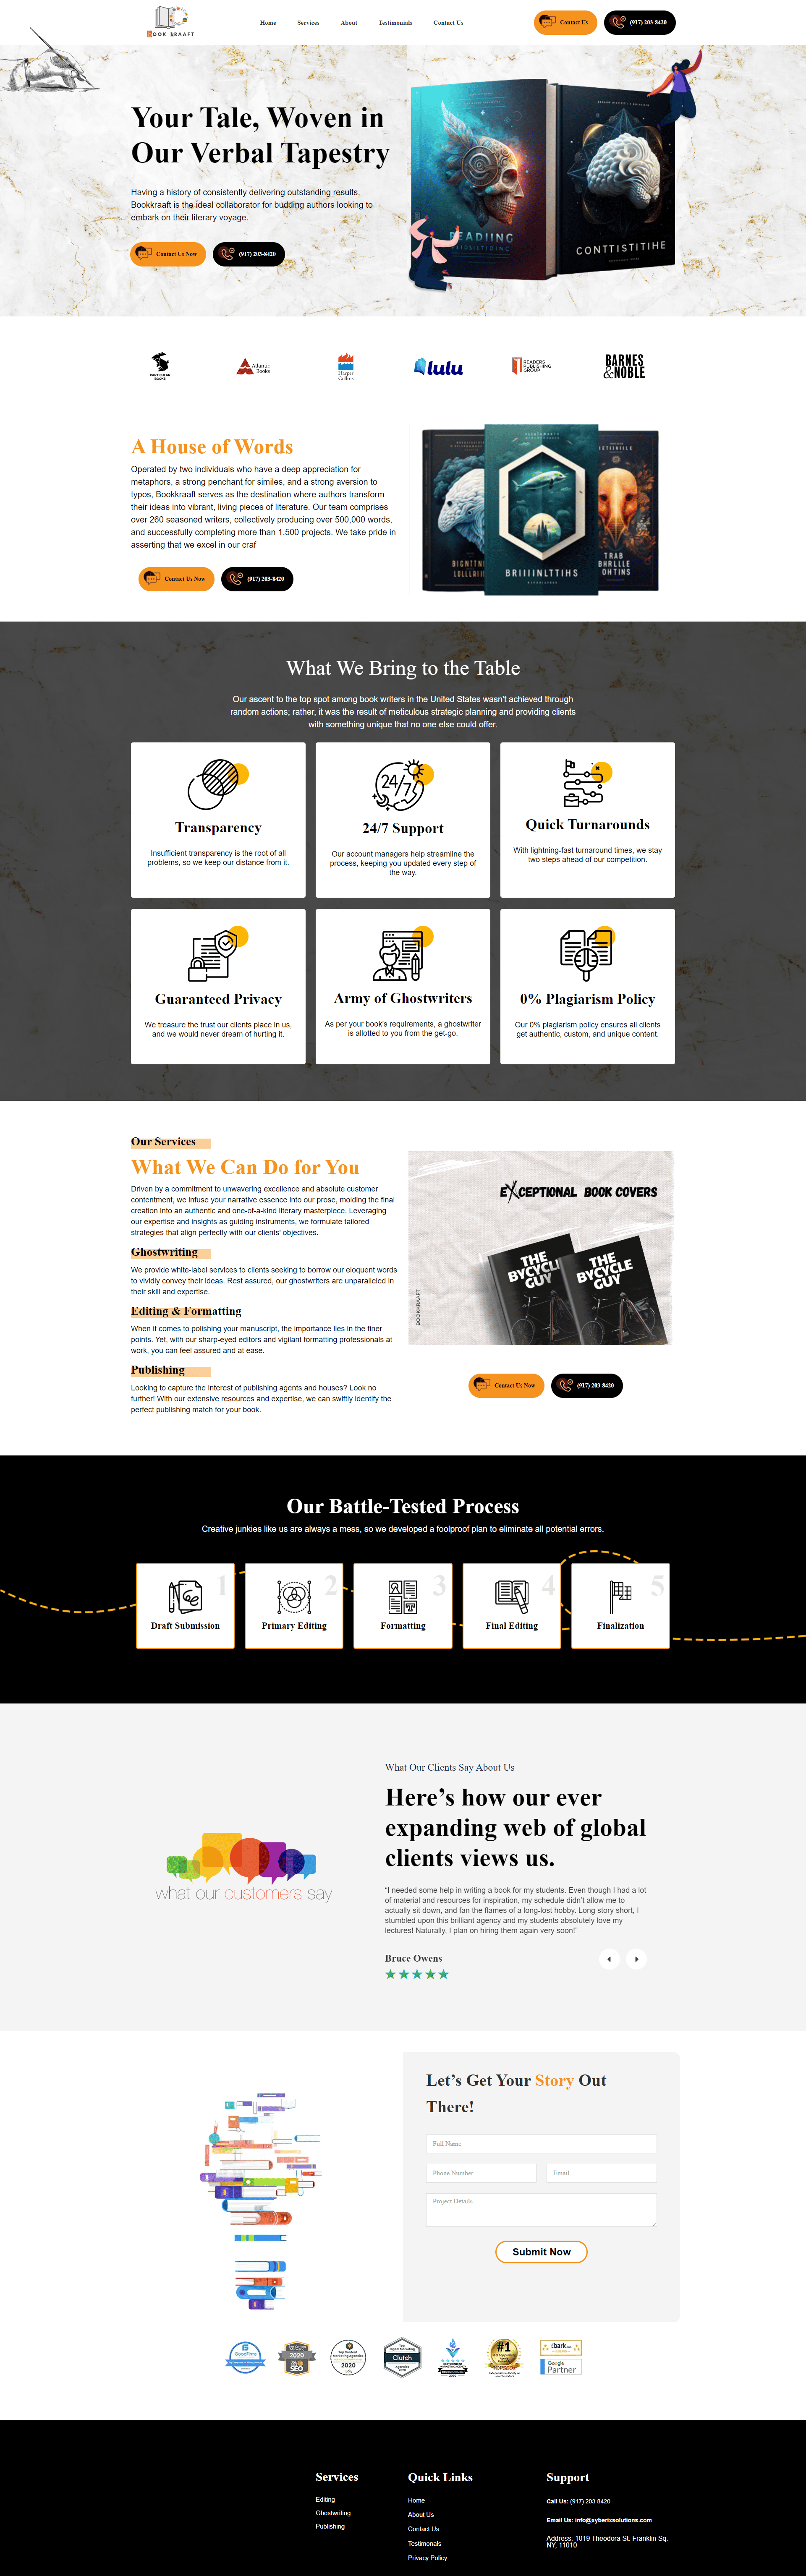 BOOK KRAAFT
Home
Services
About
Testimonials
Contact Us
Contact Us
(917) 203-8420
Your Tale, Woven in
Our Verbal Tapestry
Having a history of consistently delivering outstanding results,
Bookkraaft is the ideal collaborator for budding authors looking to
embark on their literary voyage.
Contact Us Now
(917) 203-8420
CONTTISTITIHE
PARTICULAR
BOOKS
Atlantic
Books
Harper
Collins
lulu
READERS
PUBLISHING
GROUP
BARNES
&NOBLE
A House of Words
Operated by two individuals who have a deep appreciation for
metaphors, a strong penchant for similes, and a strong aversion to
typos, Bookkraaft serves as the destination where authors transform
their ideas into vibrant, living pieces of literature. Our team comprises
over 260 seasoned writers, collectively producing over 500,000 words,
and successfully completing more than 1,500 projects. We take pride in
asserting that we excel in our craf
Contact Us Now
(917) 203-8420
What We Bring to the Table
Our ascent to the top spot among book writers in the United States wasn't achieved through
random actions; rather, it was the result of meticulous strategic planning and providing clients
with something unique that no one else could offer.
Transparency
Insufficient transparency is the root of all
problems, so we keep our distance from it.
24/7
24/7 Support
Our account managers help streamline the
process, keeping you updated every step of
the way.
Quick Turnarounds
With lightning-fast turnaround times, we stay
two steps ahead of our competition.
Guaranteed Privacy
We treasure the trust our clients place in us,
and we would never dream of hurting it.
Army of Ghostwriters
As per your book's requirements, a ghostwriter
is allotted to you from the get-go.
0% Plagiarism Policy
Our 0% plagiarism policy ensures all clients
get authentic, custom, and unique content.
Our Services
What We Can Do for You
Driven by a commitment to unwavering excellence and absolute customer
contentment, we infuse your narrative essence into our prose, molding the final
creation into an authentic and one-of-a-kind literary masterpiece. Leveraging
our expertise and insights as guiding instruments, we formulate tailored
strategies that align perfectly with our clients' objectives.
Ghostwriting
We provide white-label services to clients seeking to borrow our eloquent words
to vividly convey their ideas. Rest assured, our ghostwriters are unparalleled in
their skill and expertise.
Editing & Formatting
When it comes to polishing your manuscript, the importance lies in the finer
points. Yet, with our sharp-eyed editors and vigilant formatting professionals at
work, you can feel assured and at ease.
Publishing
Looking to capture the interest of publishing agents and houses? Look no
further! With our extensive resources and expertise, we can swiftly identify the
perfect publishing match for your book.
EXCEPTIONAL BOOK COVERS
THE
BYCYCLE
GUY
THE
BYCYCLE
GUY
BOOKKRAAFT
Contact Us Now
(917) 203-8420
Our Battle-Tested Process
Creative junkies like us are always a mess, so we developed a foolproof plan to eliminate all potential errors.
1
Draft Submission
2
Primary Editing
3
Formatting
4
Final Editing
5
Finalization
what our customers say
What Our Clients Say About Us
Here's how our ever
expanding web of global
clients views us.
"I needed some help in writing a book for my students. Even though I had a lot
of material and resources for inspiration, my schedule didn't allow me to
actually sit down, and fan the flames of a long-lost hobby. Long story short, I
stumbled upon this brilliant agency and my students absolutely love my
lectures! Naturally, I plan on hiring them again very soon!"
Bruce Owens
Let's Get Your Story Out
There!
Full Name
Phone Number
Email
Project Details
Submit Now
GoodFirms
2020
SEO
Top Content
Marketing Agencies
2020
Top
Digital Marketing
Clutch
Agencies
2020
#1
TOPSEOS
bark.com
Google
Partner
Services
Editing
Ghostwriting
Publishing
Quick Links
Home
About Us
Contact Us
Testimonals
Privacy Policy
Support
Call Us: (917) 203-8420
Email Us: info@xyberixsolutions.com
Address: 1019 Theodora St. Franklin Sq.
NY, 11010